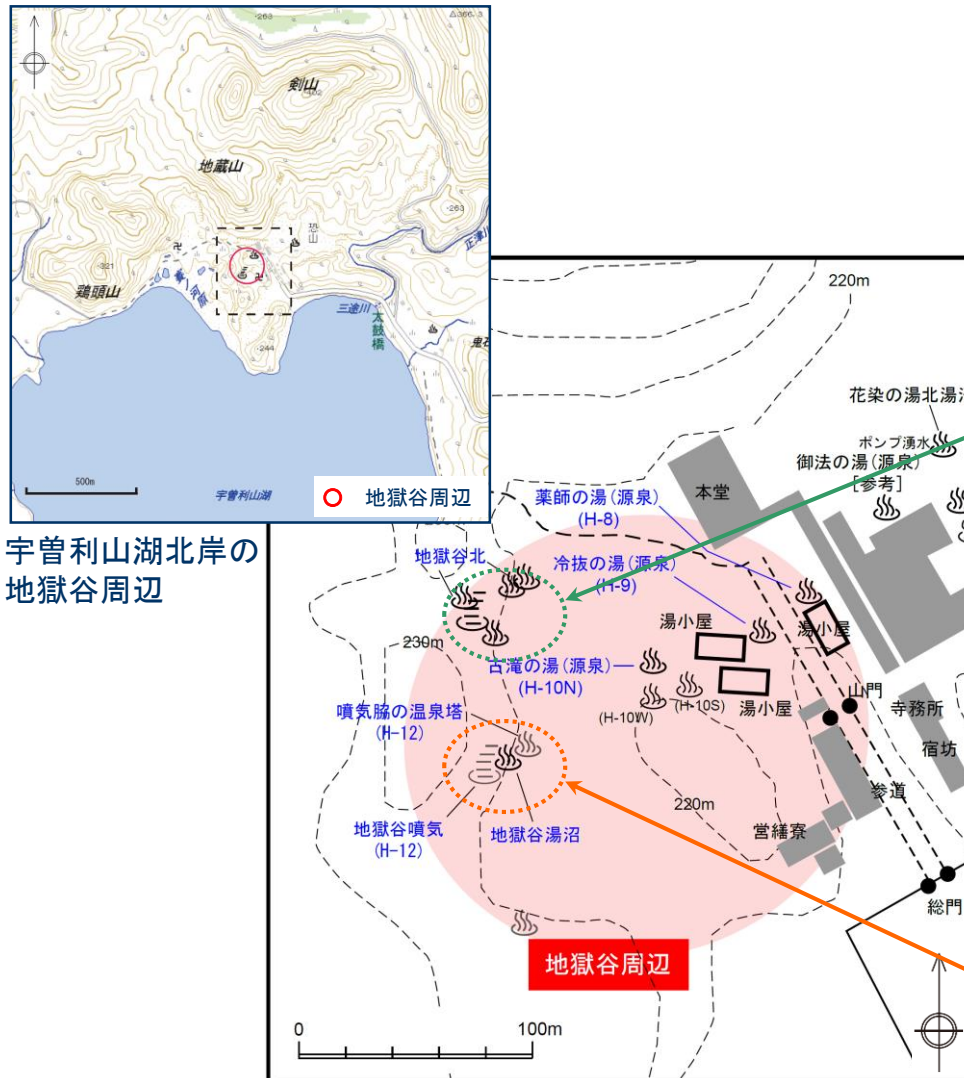 ·263
△366.3
剣山
地蔵山
恐山
·263
正津川
·321
鶏頭山
三途川
太鼓橋
·244
500m
宇曽利山湖
地獄谷周辺
宇曽利山湖北岸の
地獄谷周辺
220m
花染の湯北湯
ポンプ湧水
御法の湯(源泉)
[参考]
本堂
薬師の湯(源泉)
(H-8)
地獄谷北
冷抜の湯(源泉)
(H-9)
湯小屋
湯小屋
230m
古滝の湯(源泉)
(H-10N)
(H-10W)
(H-10S)
湯小屋
山門
寺務所
噴気脇の温泉塔
(H-12)
宿坊
220m
参道
地獄谷噴気
(H-12)
地獄谷湯沼
営繕寮
総門
地獄谷周辺
0
100m